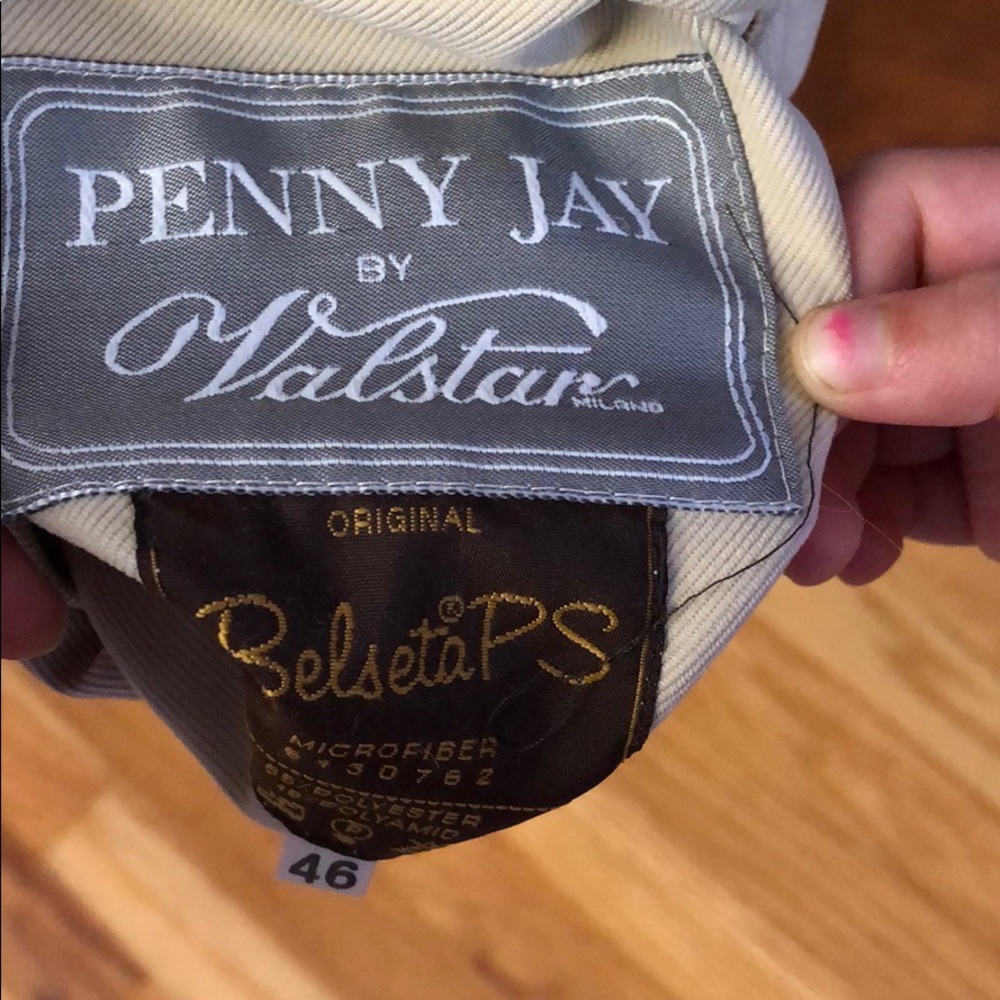 PENNY JAY
BY
Valstar
MILANO
ORIGINAL
Belseta® PS
MICROFIBER
POLYESTER
POLYAMID
46